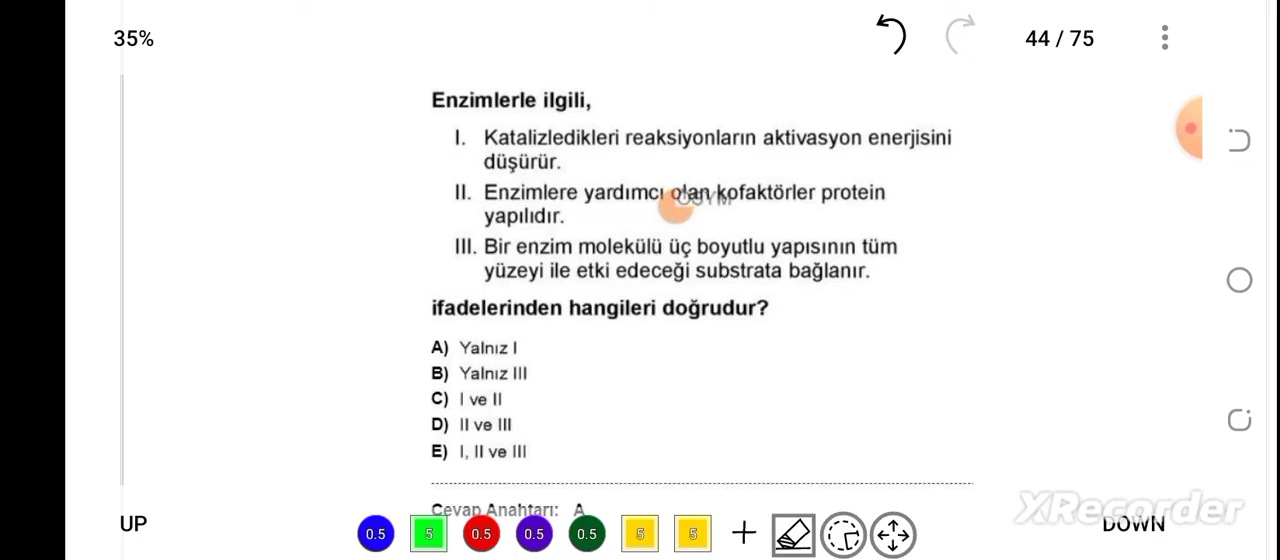 35%
44 / 75
Enzimlerle ilgili,
I. Katalizledikleri reaksiyonların aktivasyon enerjisini
düşürür.
II. Enzimlere yardımcı olan kofaktörler protein
yapılıdır.
ÖSYM
III. Bir enzim molekülü üç boyutlu yapısının tüm
yüzeyi ile etki edeceği substrata bağlanır.
ifadelerinden hangileri doğrudur?
A) Yalnız I
B) Yalnız III
C) I ve II
D) II ve III
E) I, II ve III
Cevap Anahtarı: A
UP
DOWN
XRecorder
0.5 5 0.5 0.5 0.5 5 5